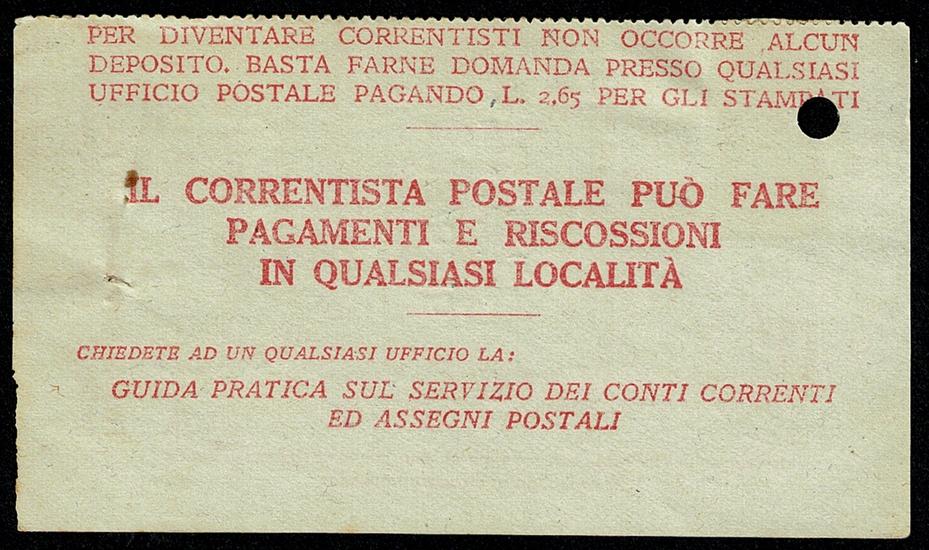 PER DIVENTARE CORRENTISTI NON OCCORRE ALCUN
DEPOSITO. BASTA FARNE DOMANDA PRESSO QUALSIASI
UFFICIO POSTALE PAGANDO L. 2,65 PER GLI STAMPATI
IL CORRENTISTA POSTALE PUÒ FARE
PAGAMENTI E RISCOSSIONI
IN QUALSIASI LOCALITÀ
CHIEDETE AD UN QUALSIASI UFFICIO LA:
GUIDA PRATICA SUL SERVIZIO DEI CONTI CORRENTI
ED ASSEGNI POSTALI